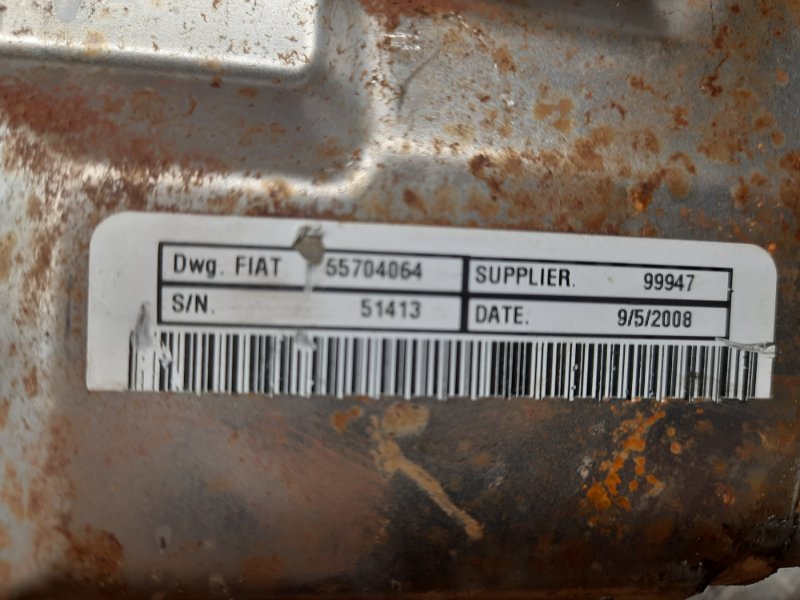 Dwg. FIAT 55704064 SUPPLIER. 99947
S/N. 51413 DATE. 9/5/2008